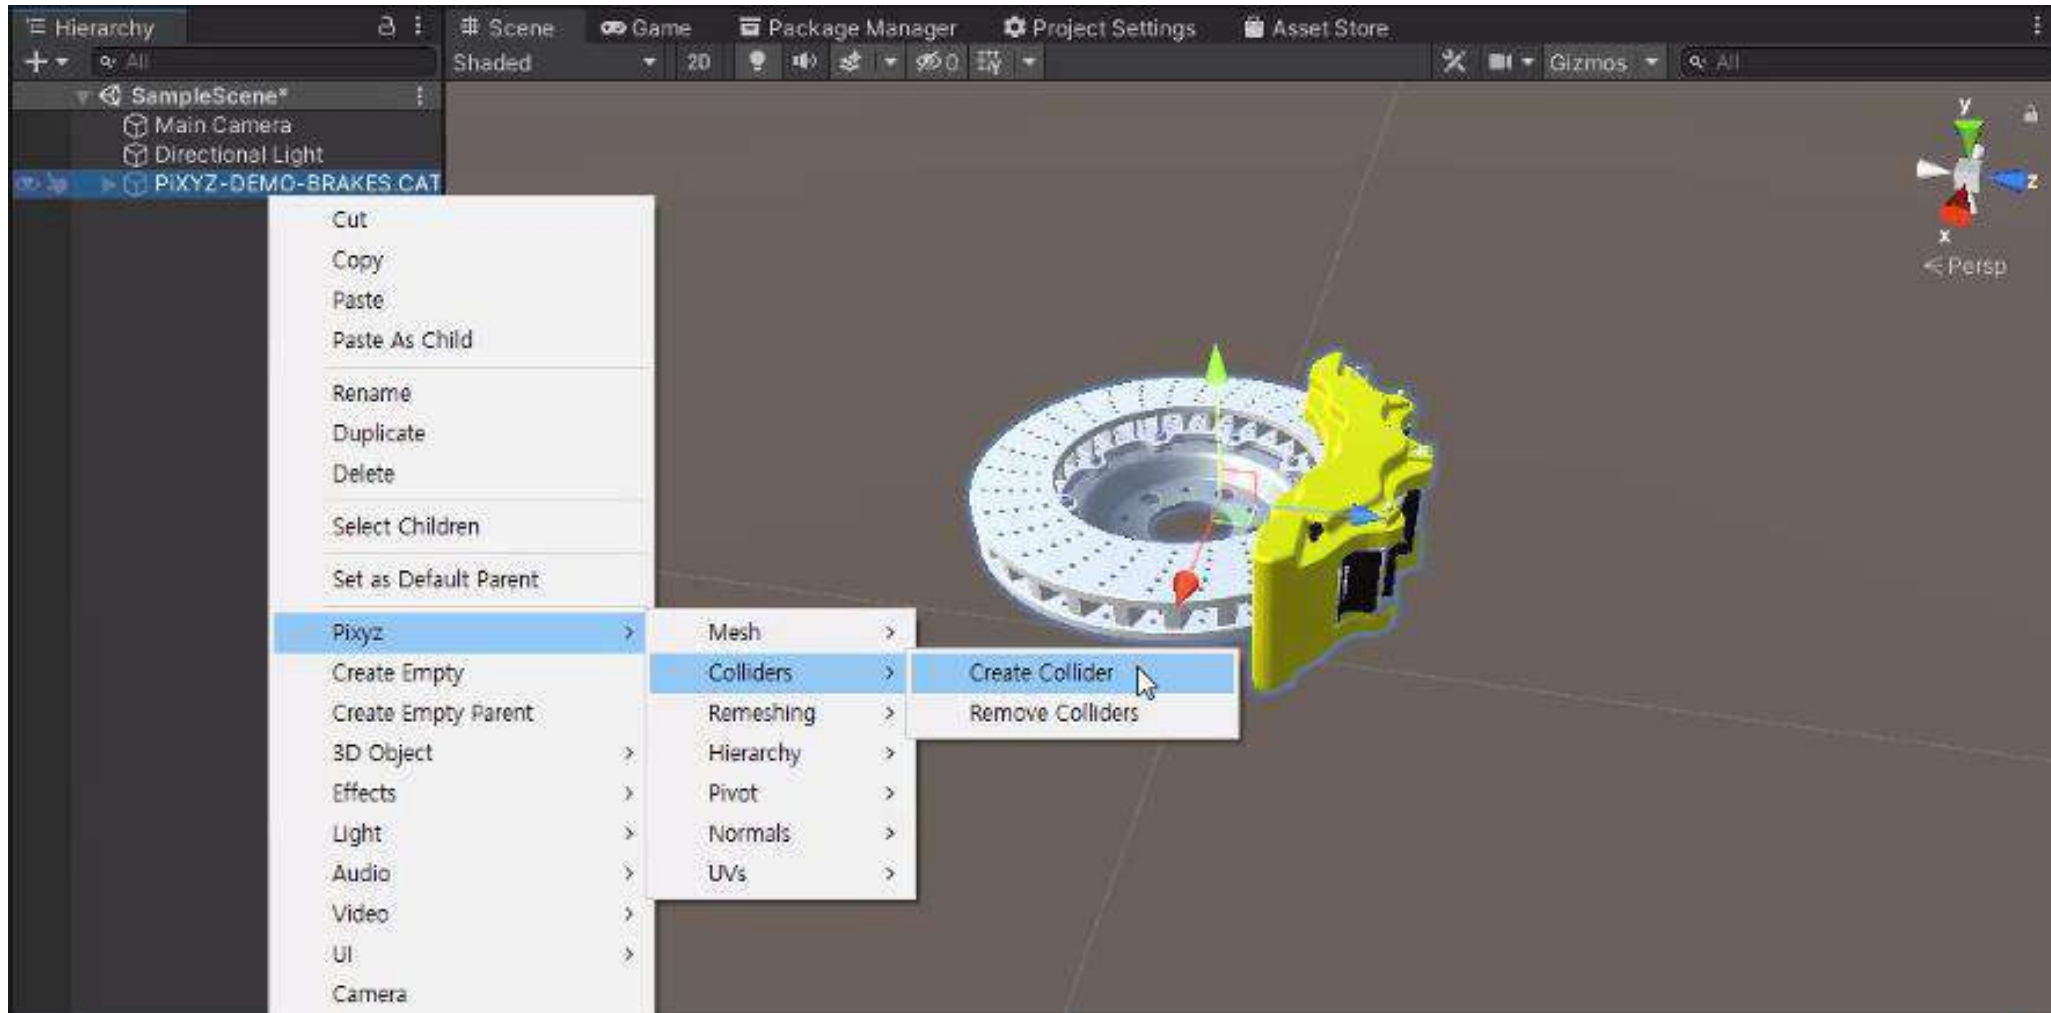 Hierarchy
Scene
Game
Package Manager
Project Settings
Asset Store
All
Shaded
2D
0
Gizmos
All
SampleScene*
Main Camera
Directional Light
PiXYZ-DEMO-BRAKES.CAT
y
z
x
Persp
Cut
Copy
Paste
Paste As Child
Rename
Duplicate
Delete
Select Children
Set as Default Parent
Pixyz
Create Empty
Create Empty Parent
3D Object
Effects
Light
Audio
Video
UI
Camera
Mesh
Colliders
Remeshing
Hierarchy
Pivot
Normals
UVs
Create Collider
Remove Colliders